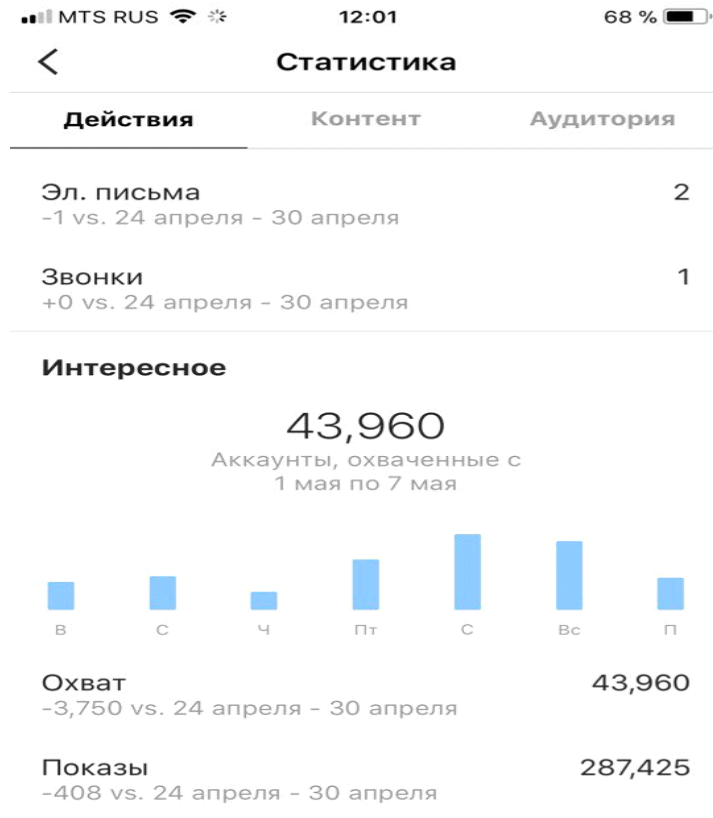 MTS RUS 12:01 68 %
Статистика
Действия Контент Аудитория
Эл. письма 2
-1 vs. 24 апреля - 30 апреля
Звонки 1
+0 vs. 24 апреля - 30 апреля
Интересное
43,960
Аккаунты, охваченные с
1 мая по 7 мая
В С Ч Пт С Вс П
Охват 43,960
-3,750 vs. 24 апреля - 30 апреля
Показы 287,425
-408 vs. 24 апреля - 30 апреля